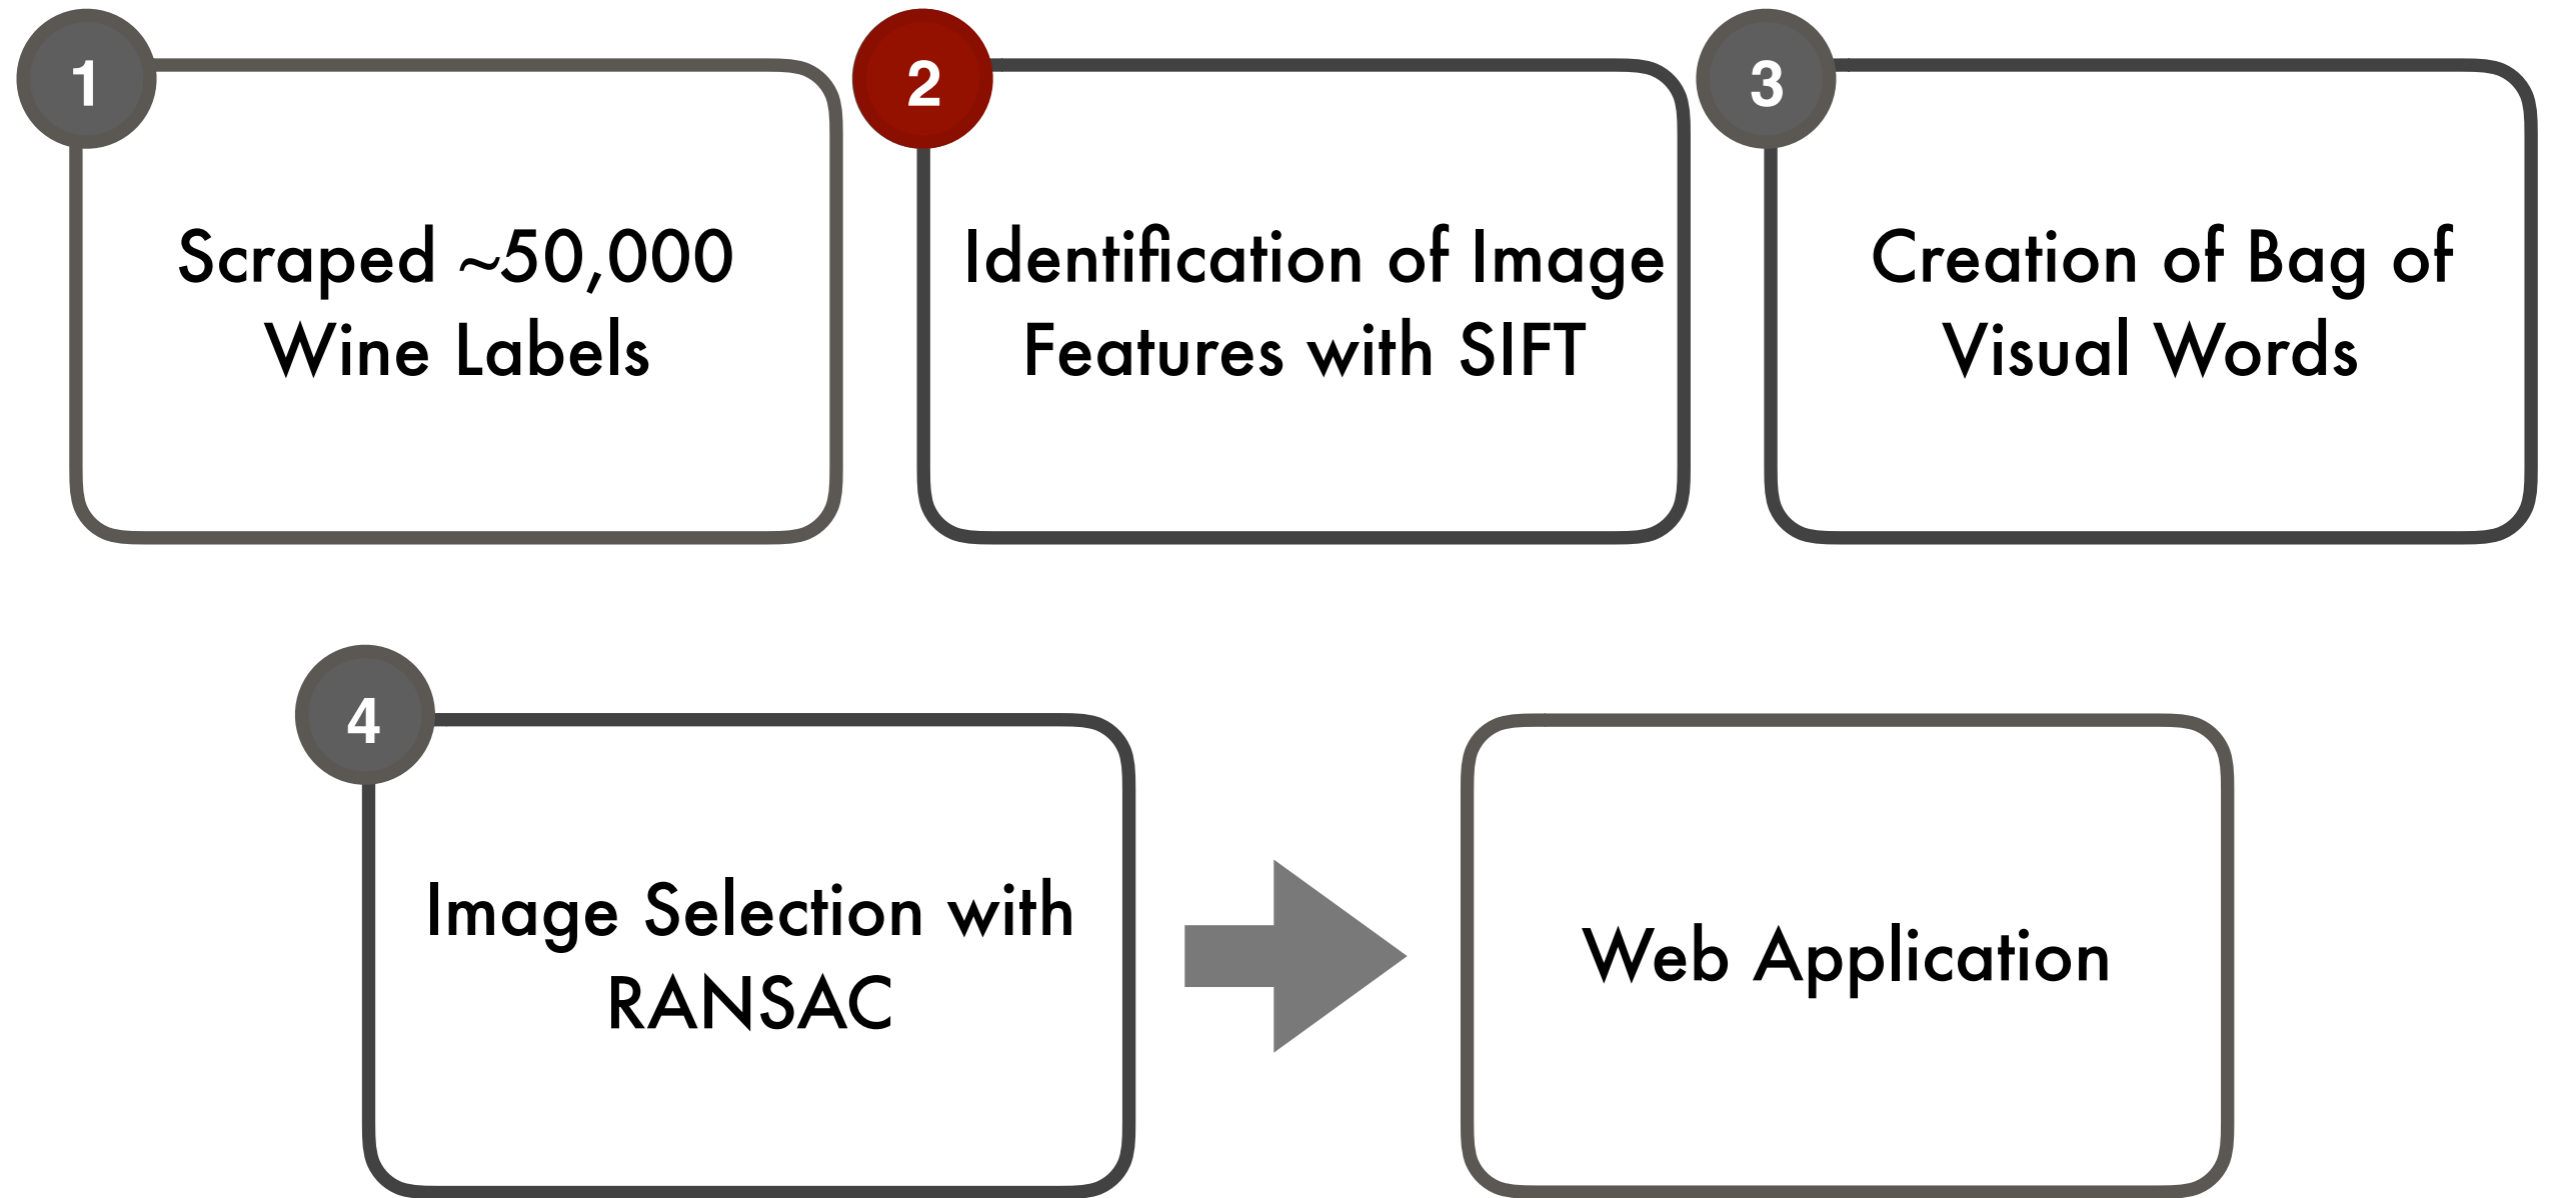 1
Scraped ~50,000
Wine Labels
2
Identification of Image
Features with SIFT
3
Creation of Bag of
Visual Words
4
Image Selection with
RANSAC
Web Application